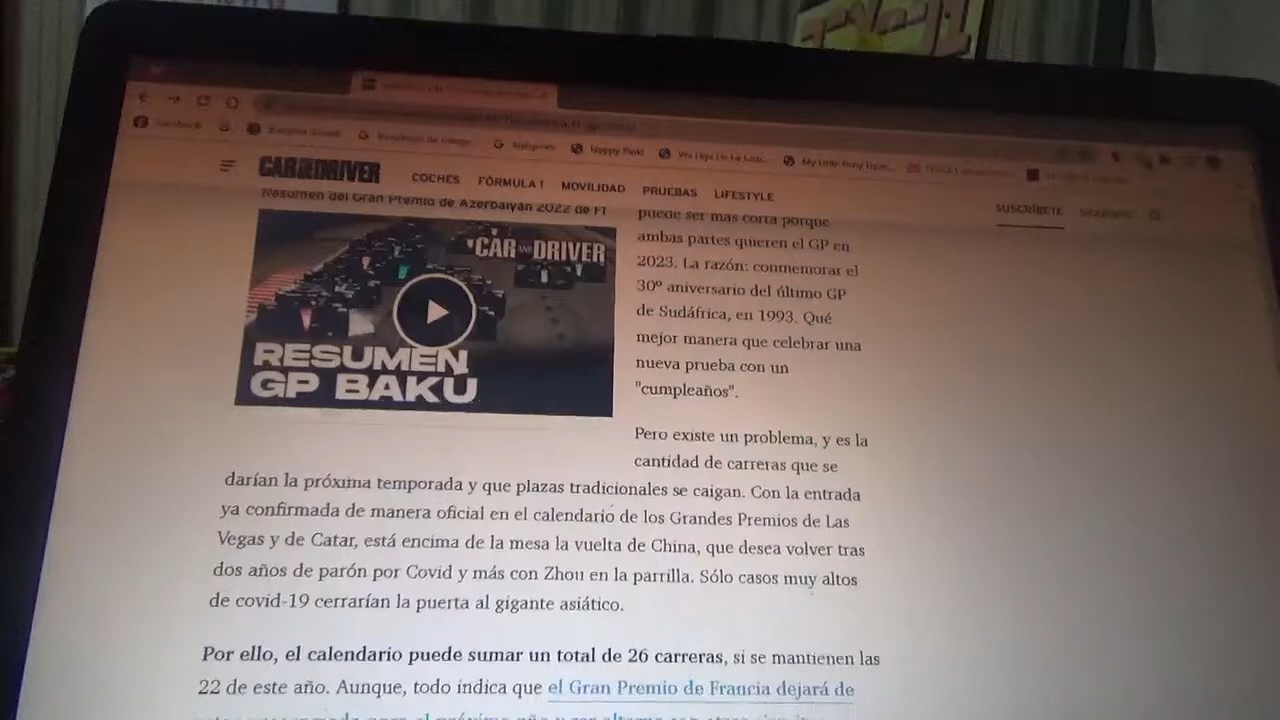 CAR AND DRIVER
COCHES FÓRMULA 1 MOVILIDAD PRUEBAS LIFESTYLE
SUSCRÍBETE
Resumen del Gran Premio de Azerbaiyán 2022 de F1
CAR AND DRIVER
RESUMEN
GP BAKU
puede ser más corta porque
ambas partes quieren el GP en
2023. La razón: conmemorar el
30º aniversario del último GP
de Sudáfrica, en 1993. Qué
mejor manera que celebrar una
nueva prueba con un
"cumpleaños".
Pero existe un problema, y es la
cantidad de carreras que se
darían la próxima temporada y que plazas tradicionales se caigan. Con la entrada
ya confirmada de manera oficial en el calendario de los Grandes Premios de Las
Vegas y de Catar, está encima de la mesa la vuelta de China, que desea volver tras
dos años de parón por Covid y más con Zhou en la parrilla. Sólo casos muy altos
de covid-19 cerrarían la puerta al gigante asiático.
Por ello, el calendario puede sumar un total de 26 carreras, si se mantienen las
22 de este año. Aunque, todo indica que el Gran Premio de Francia dejará de